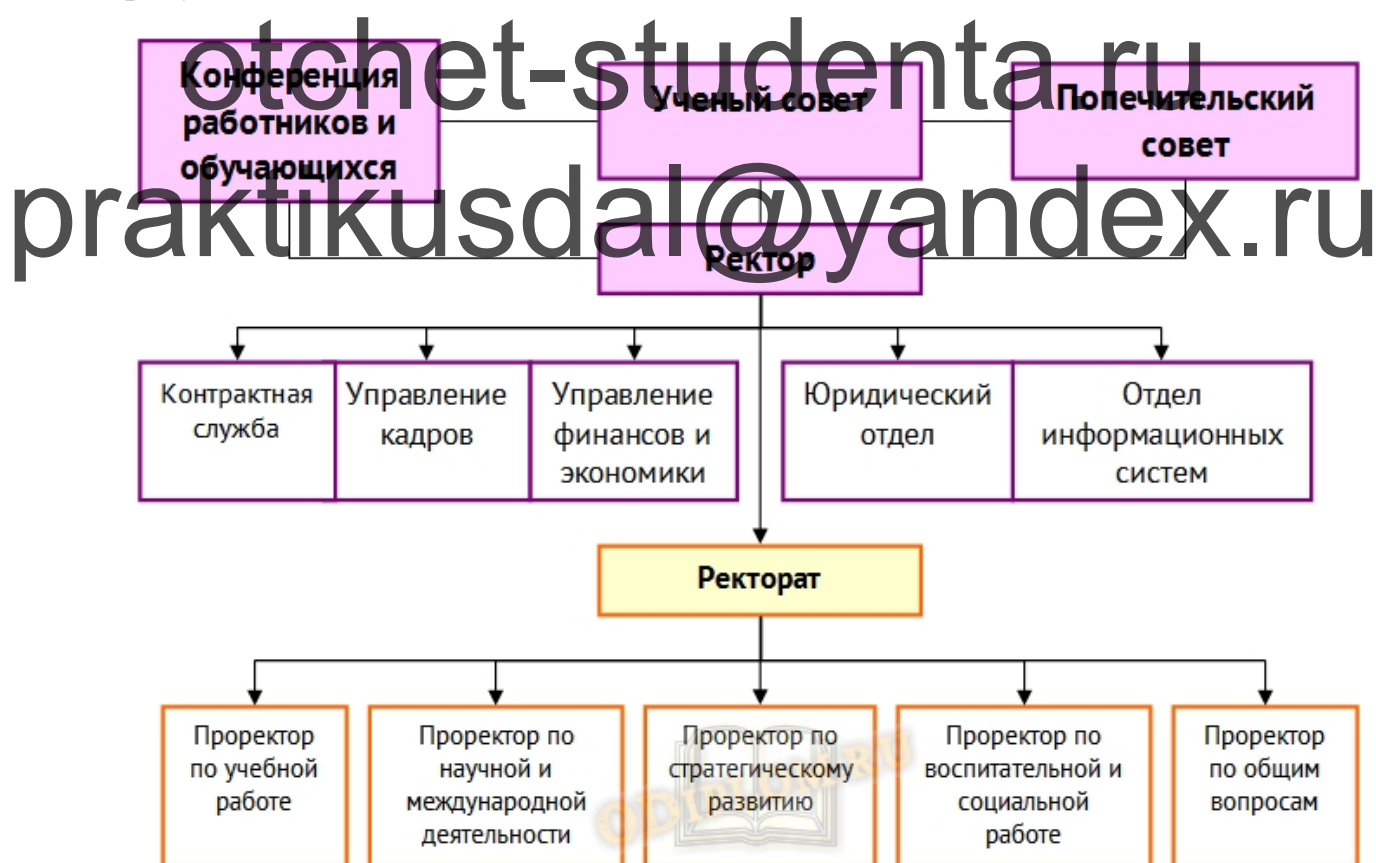 otchet-studenta.ru
Конференция
работников и
обучающихся
Ученый совет
Попечительский
совет
praktikusdal@yandex.ru
Ректор
Контрактная
служба
Управление
кадров
Управление
финансов и
экономики
Юридический
отдел
Отдел
информационных
систем
Ректорат
Проректор
по учебной
работе
Проректор по
научной и
международной
деятельности
Проректор по
стратегическому
развитию
Проректор по
воспитательной и
социальной
работе
Проректор
по общим
вопросам
ODIPLOM.RU